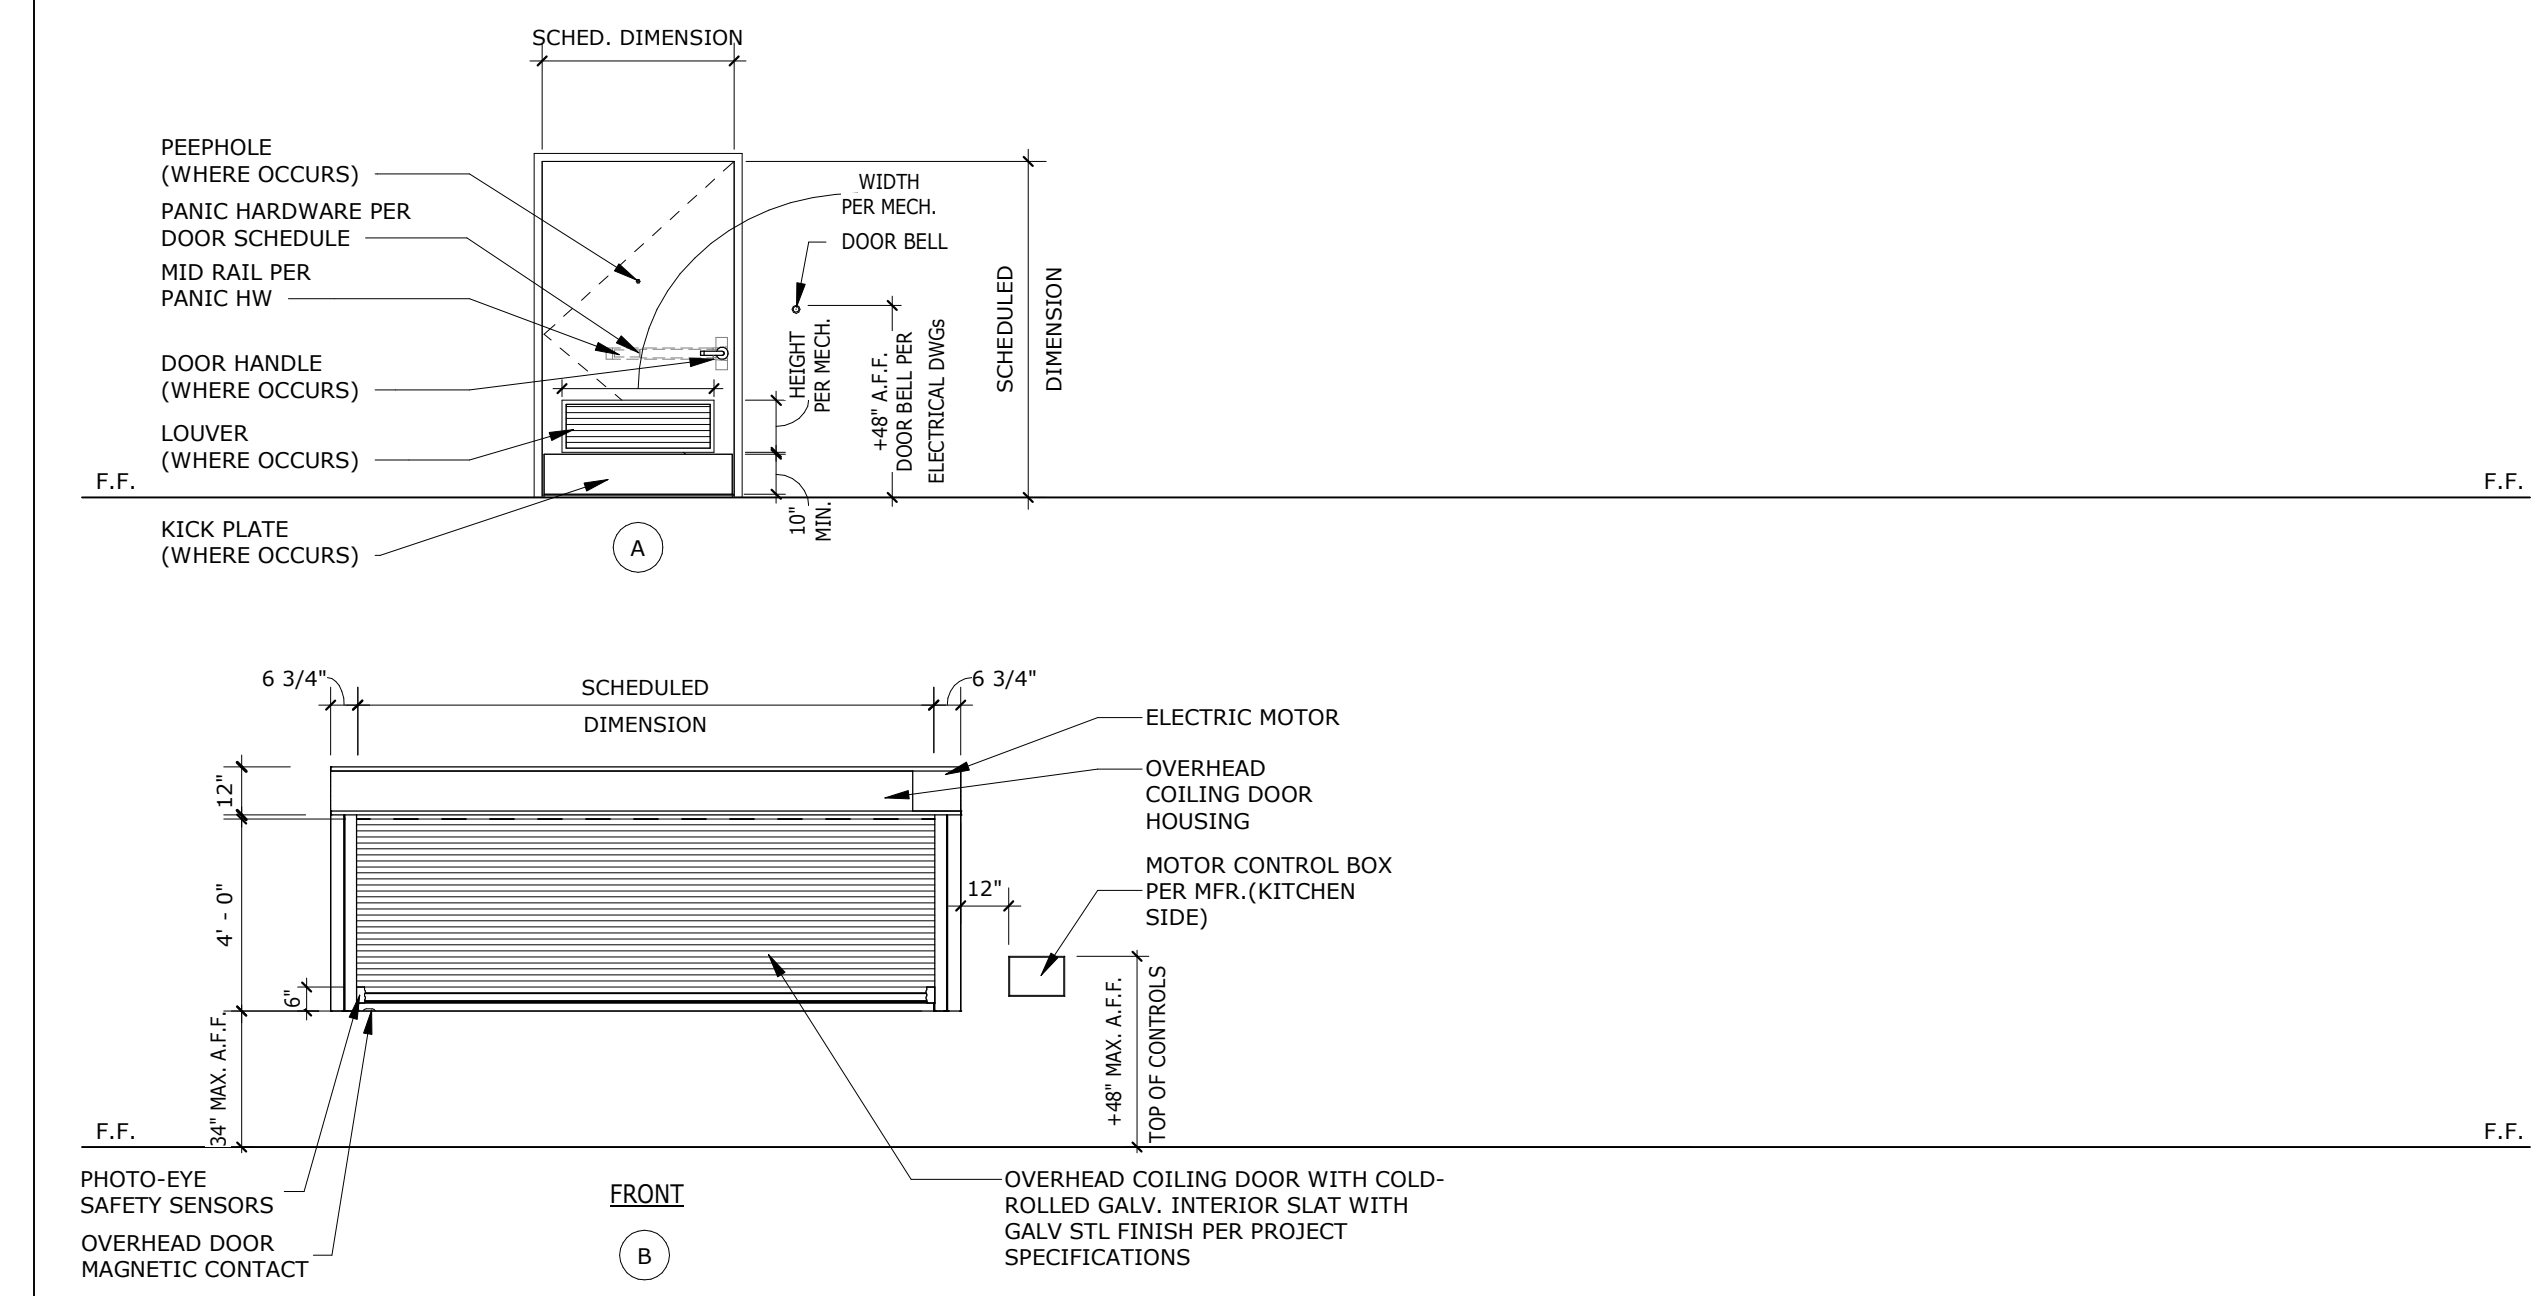 SCHED. DIMENSION
PEEPHOLE
(WHERE OCCURS)
PANIC HARDWARE PER
DOOR SCHEDULE
MID RAIL PER
PANIC HW
DOOR HANDLE
(WHERE OCCURS)
LOUVER
(WHERE OCCURS)
F.F.
KICK PLATE
(WHERE OCCURS)
WIDTH
PER MECH.
DOOR BELL
HEIGHT
PER MECH.
10"
MIN.
+48" A.F.F.
DOOR BELL PER
ELECTRICAL DWGs
SCHEDULED
DIMENSION
F.F.
A
6 3/4"
SCHEDULED
DIMENSION
6 3/4"
12"
4' - 0"
6"
34" MAX. A.F.F.
ELECTRIC MOTOR
OVERHEAD
COILING DOOR
HOUSING
MOTOR CONTROL BOX
PER MFR.(KITCHEN
SIDE)
12"
+48" MAX. A.F.F.
TOP OF CONTROLS
F.F.
F.F.
PHOTO-EYE
SAFETY SENSORS
OVERHEAD DOOR
MAGNETIC CONTACT
FRONT
B
OVERHEAD COILING DOOR WITH COLD-
ROLLED GALV. INTERIOR SLAT WITH
GALV STL FINISH PER PROJECT
SPECIFICATIONS